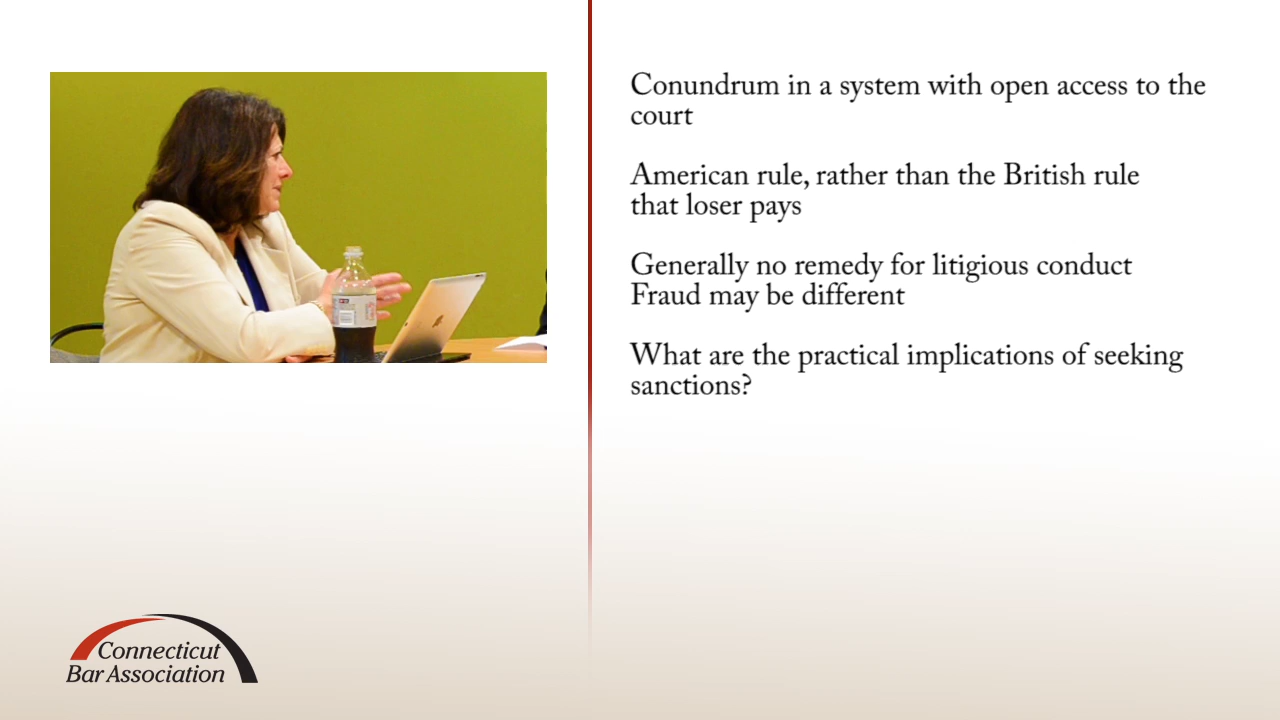 Conundrum in a system with open access to the
court
American rule, rather than the British rule
that loser pays
Generally no remedy for litigious conduct
Fraud may be different
What are the practical implications of seeking
sanctions?
Connecticut
Bar Association